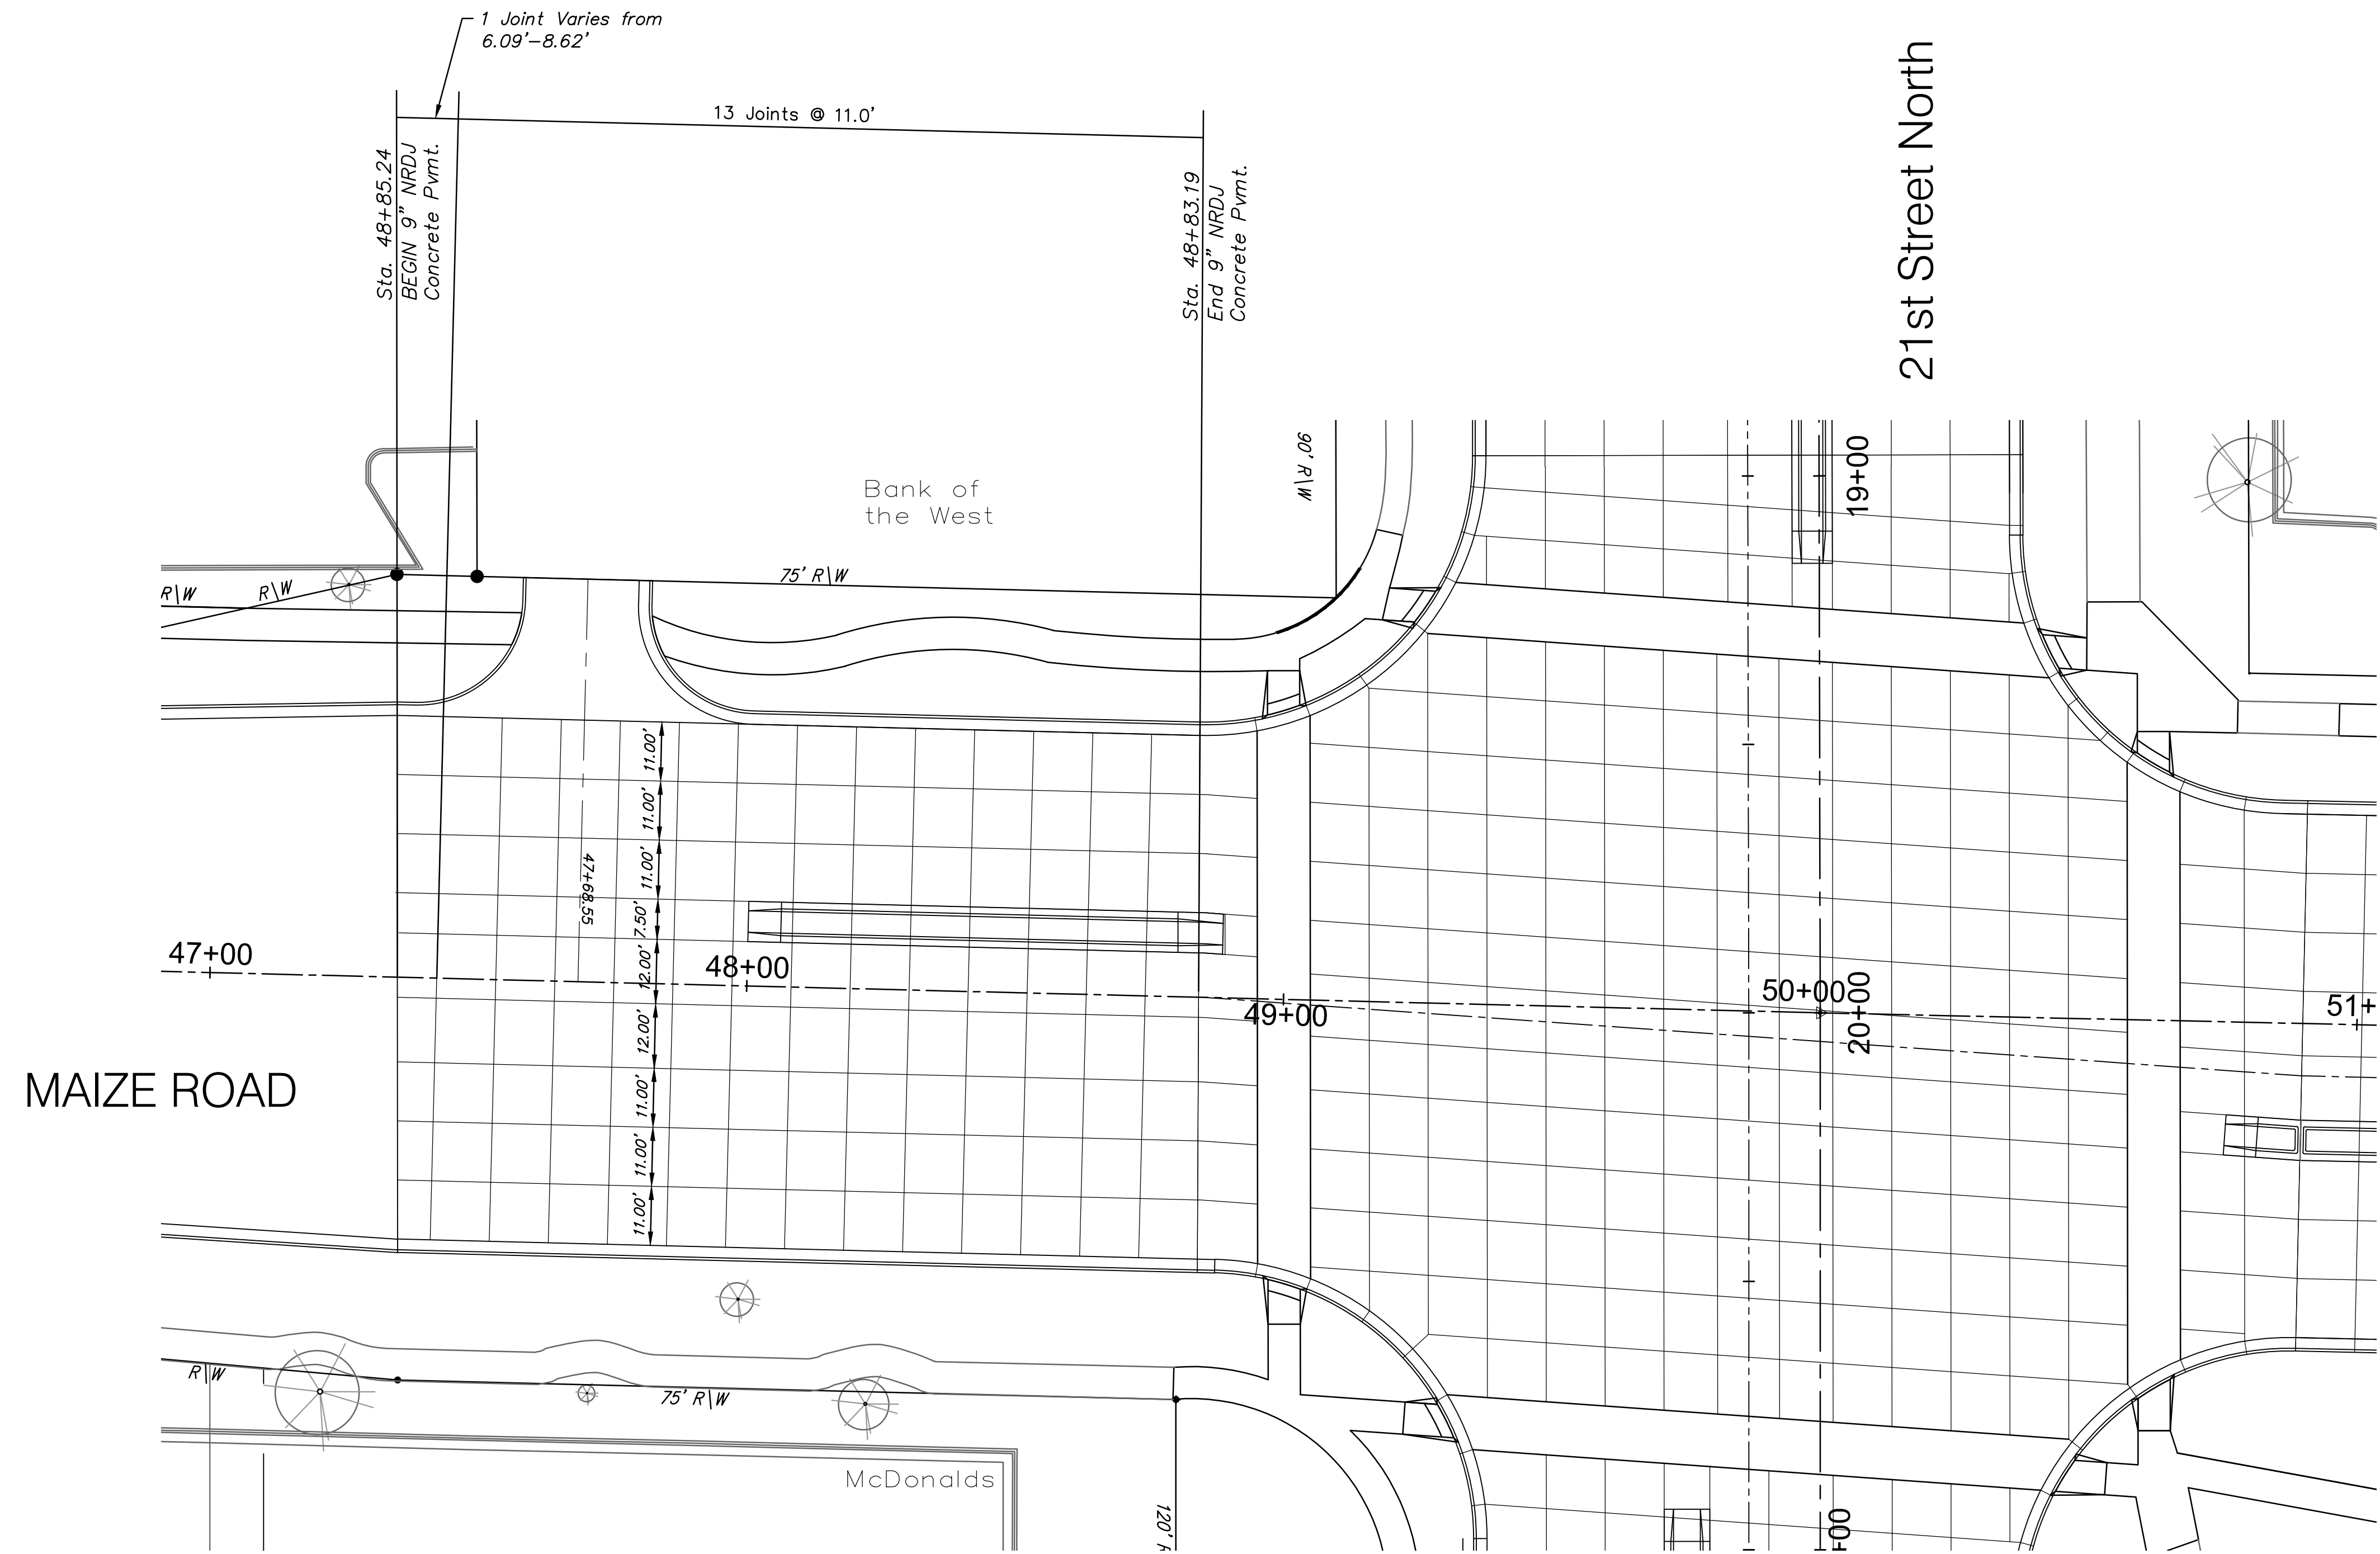 1 Joint Varies from
6.09'-8.62'
13 Joints @ 11.0'
Sta. 48+85.24
BEGIN 9" NRDJ
Concrete Pvmt.
Sta. 48+83.19
End 9" NRDJ
Concrete Pvmt.
21st Street North
90' R\W
19+00
Bank of
the West
R\W
R\W
75' R\W
11.00'
11.00'
11.00'
7.50'
12.00'
12.00'
11.00'
11.00'
11.00'
47+68.55
47+00
48+00
49+00
50+00
20+00
51+
MAIZE ROAD
R\W
75' R\W
McDonalds
120' R
+00